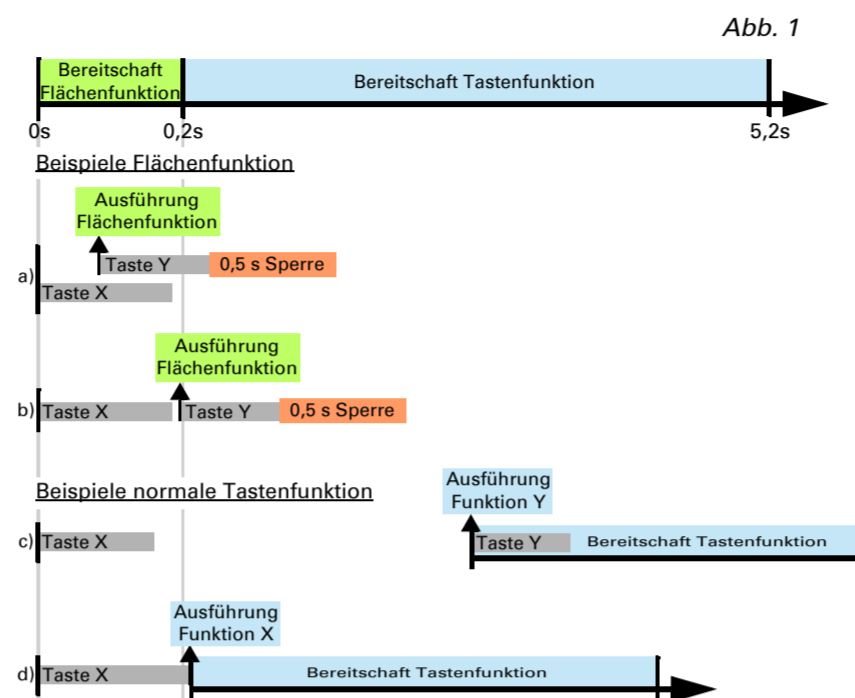 Abb. 1
Bereitschaft
Flächenfunktion
Bereitschaft Tastenfunktion
0s
0,2s
5,2s
Beispiele Flächenfunktion
Ausführung
Flächenfunktion
a)
Taste Y
0,5 s Sperre
Taste X
Ausführung
Flächenfunktion
b)
Taste X
Taste Y
0,5 s Sperre
Beispiele normale Tastenfunktion
Ausführung
Funktion Y
c)
Taste X
Taste Y
Bereitschaft Tastenfunktion
Ausführung
Funktion X
d)
Taste X
Bereitschaft Tastenfunktion